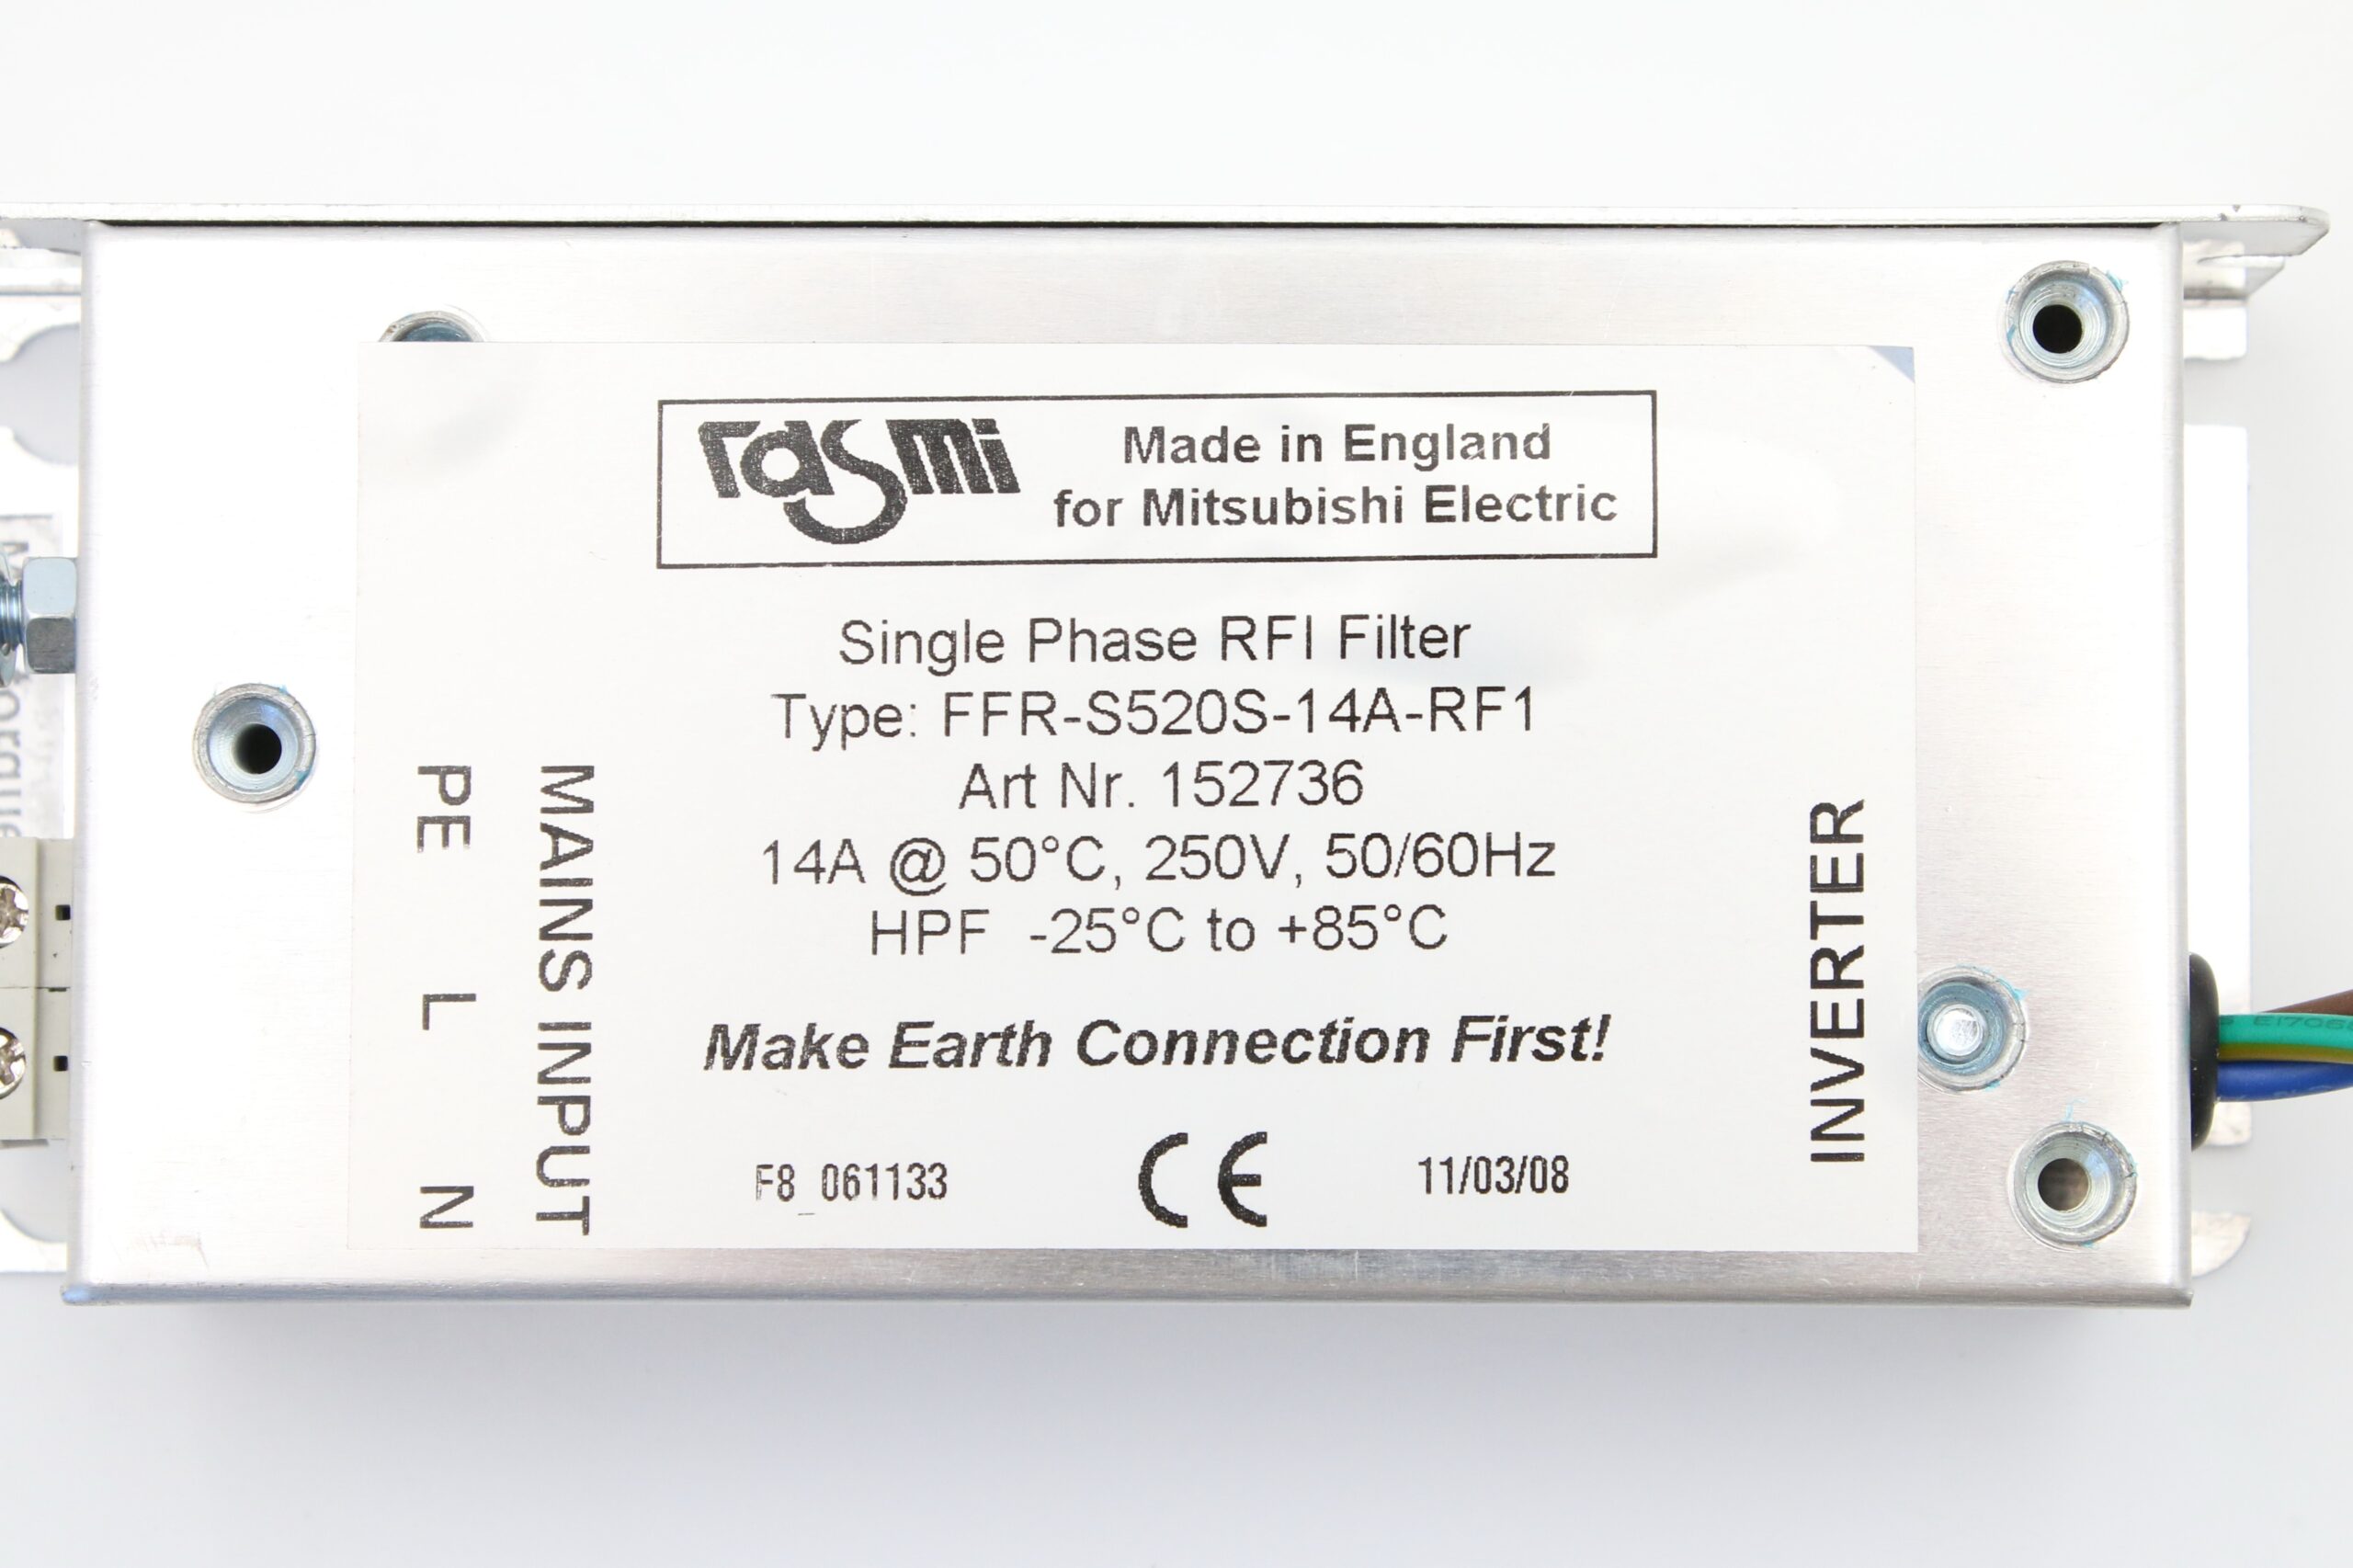 rasmi
Made in England
for Mitsubishi Electric
Single Phase RFI Filter
Type: FFR-S520S-14A-RF1
Art Nr. 152736
14A @ 50°C, 250V, 50/60Hz
HPF -25°C to +85°C
Make Earth Connection First!
F8_061133
CE
11/03/08
PE L N
MAINS INPUT
INVERTER